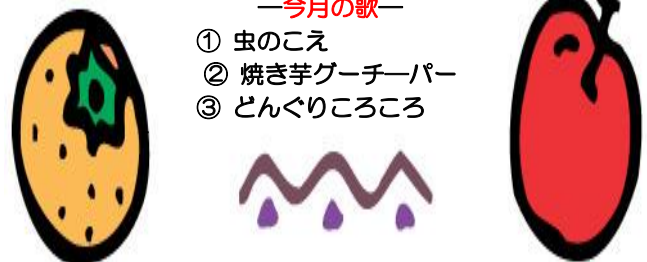 ―今月の歌―
① 虫のこえ
② 焼き芋グーチ―パー
③ どんぐりころころ